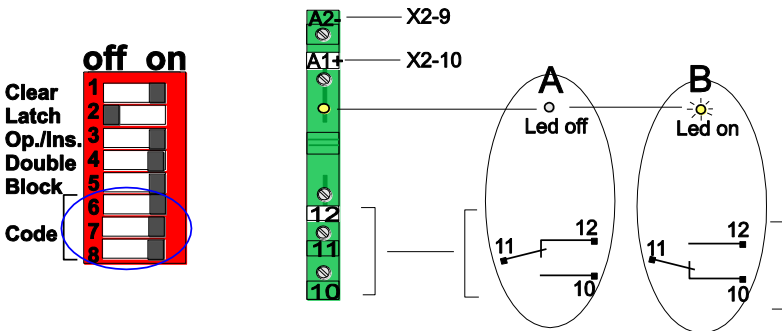 off on
Clear 1
Latch 2
Op./Ins. 3
Double 4
Block 5
6
Code 7
8
A2- X2-9
A1+ X2-10
12
11
10
A
Led off
12
11
10
B
Led on
12
11
10